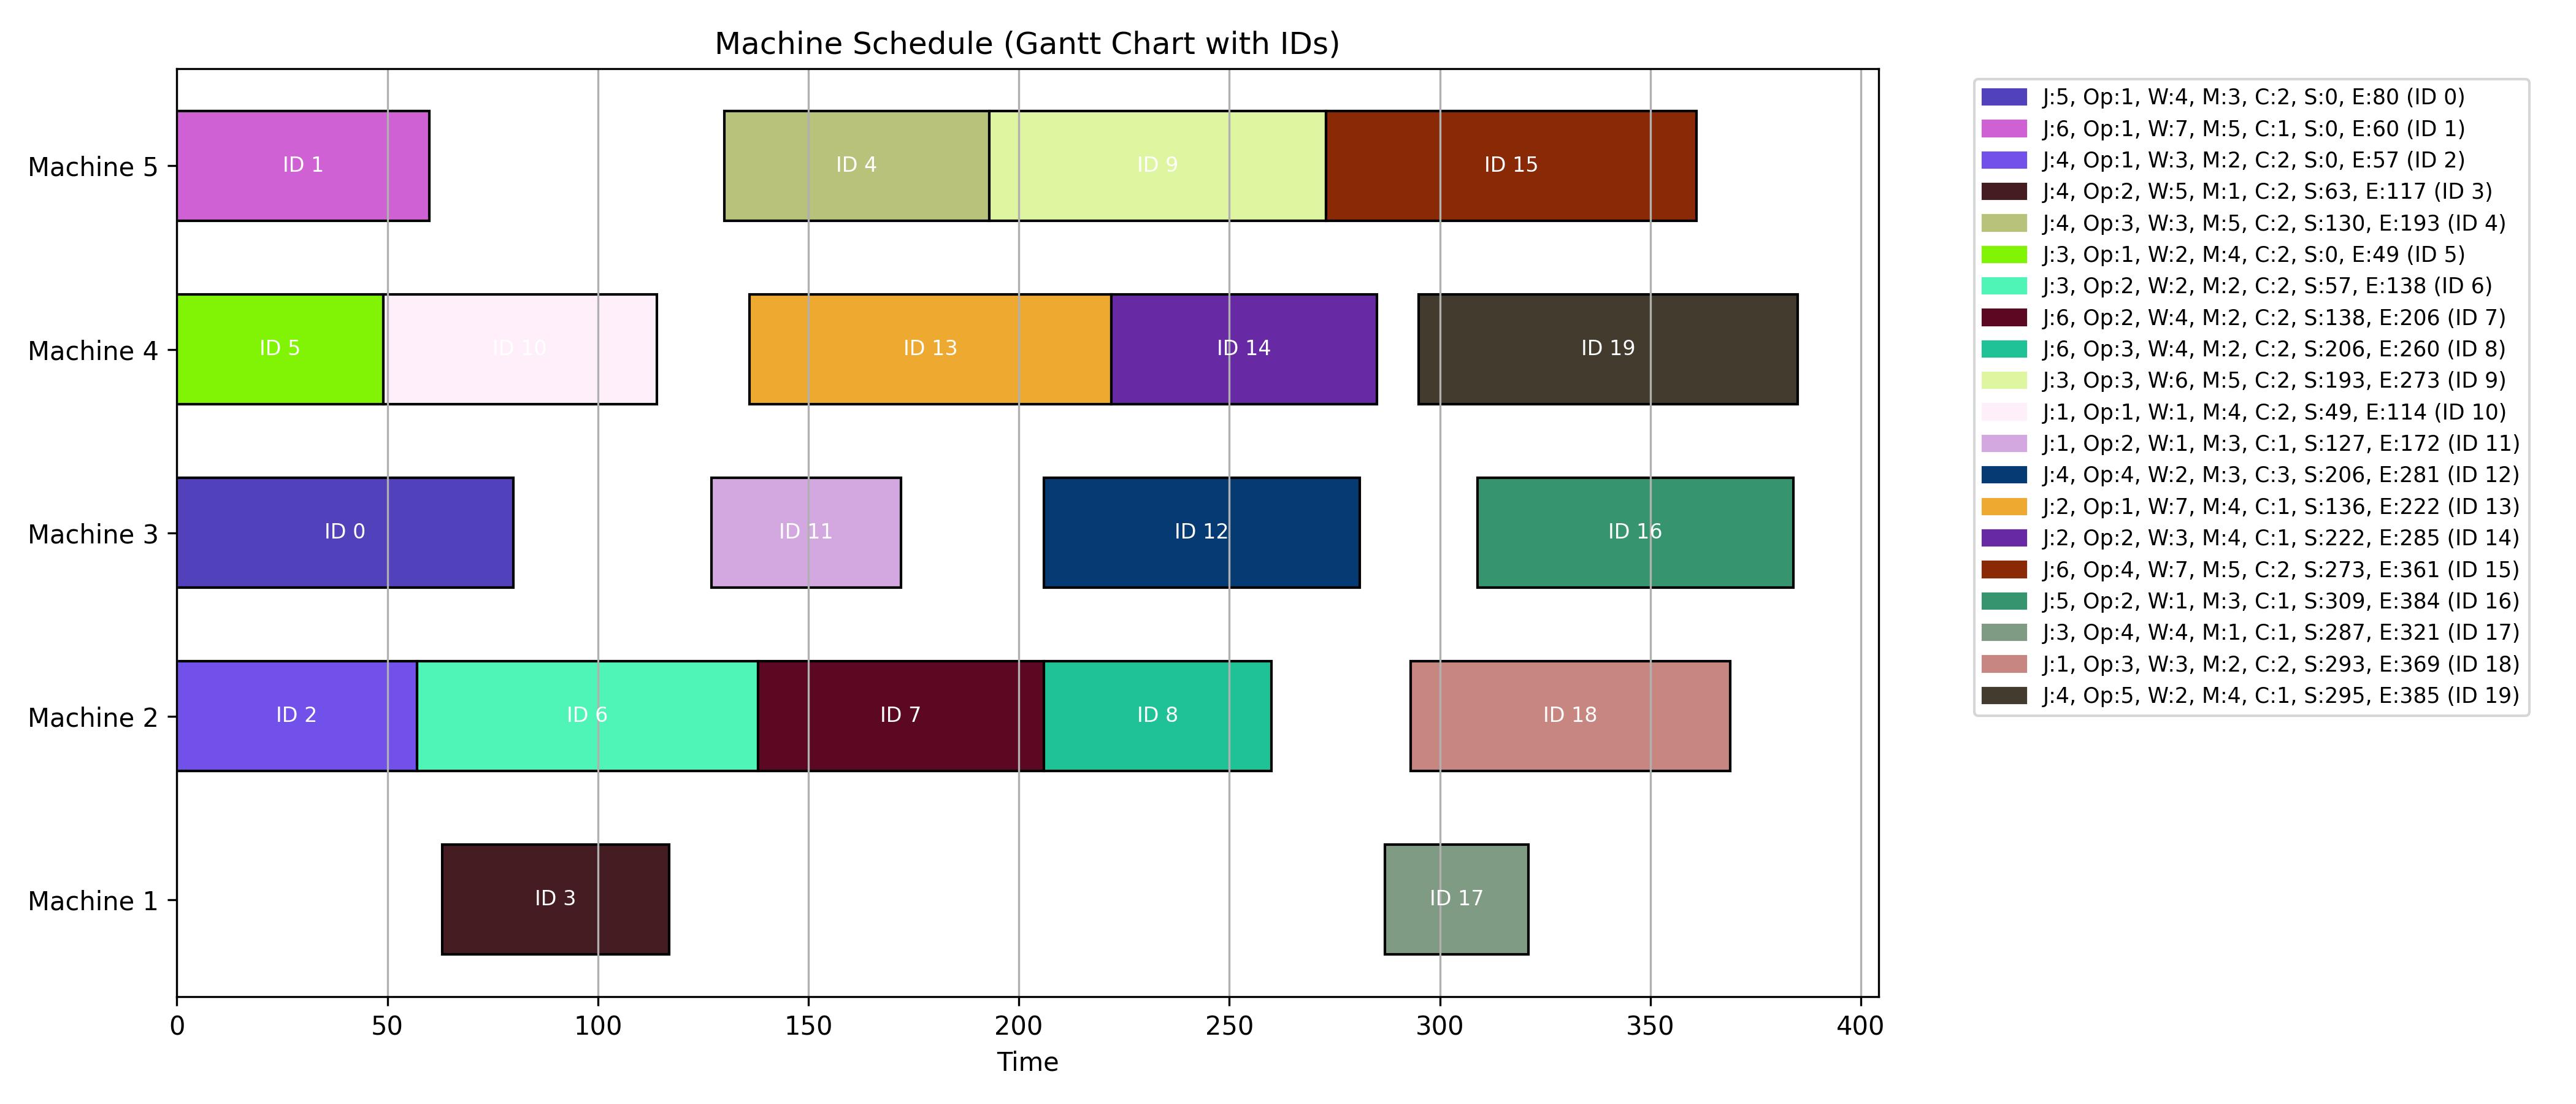 Machine Schedule (Gantt Chart with IDs)
Machine 5
ID 1
ID 4
ID 9
ID 15
Machine 4
ID 5
ID 10
ID 13
ID 14
ID 19
Machine 3
ID 0
ID 11
ID 12
ID 16
Machine 2
ID 2
ID 6
ID 7
ID 8
ID 18
Machine 1
ID 3
ID 17
0 50 100 150 200 250 300 350 400
Time
J:5, Op:1, W:4, M:3, C:2, S:0, E:80 (ID 0)
J:6, Op:1, W:7, M:5, C:1, S:0, E:60 (ID 1)
J:4, Op:1, W:3, M:2, C:2, S:0, E:57 (ID 2)
J:4, Op:2, W:5, M:1, C:2, S:63, E:117 (ID 3)
J:4, Op:3, W:3, M:5, C:2, S:130, E:193 (ID 4)
J:3, Op:1, W:2, M:4, C:2, S:0, E:49 (ID 5)
J:3, Op:2, W:2, M:2, C:2, S:57, E:138 (ID 6)
J:6, Op:2, W:4, M:2, C:2, S:138, E:206 (ID 7)
J:6, Op:3, W:4, M:2, C:2, S:206, E:260 (ID 8)
J:3, Op:3, W:6, M:5, C:2, S:193, E:273 (ID 9)
J:1, Op:1, W:1, M:4, C:2, S:49, E:114 (ID 10)
J:1, Op:2, W:1, M:3, C:1, S:127, E:172 (ID 11)
J:4, Op:4, W:2, M:3, C:3, S:206, E:281 (ID 12)
J:2, Op:1, W:7, M:4, C:1, S:136, E:222 (ID 13)
J:2, Op:2, W:3, M:4, C:1, S:222, E:285 (ID 14)
J:6, Op:4, W:7, M:5, C:2, S:273, E:361 (ID 15)
J:5, Op:2, W:1, M:3, C:1, S:309, E:384 (ID 16)
J:3, Op:4, W:4, M:1, C:1, S:287, E:321 (ID 17)
J:1, Op:3, W:3, M:2, C:2, S:293, E:369 (ID 18)
J:4, Op:5, W:2, M:4, C:1, S:295, E:385 (ID 19)